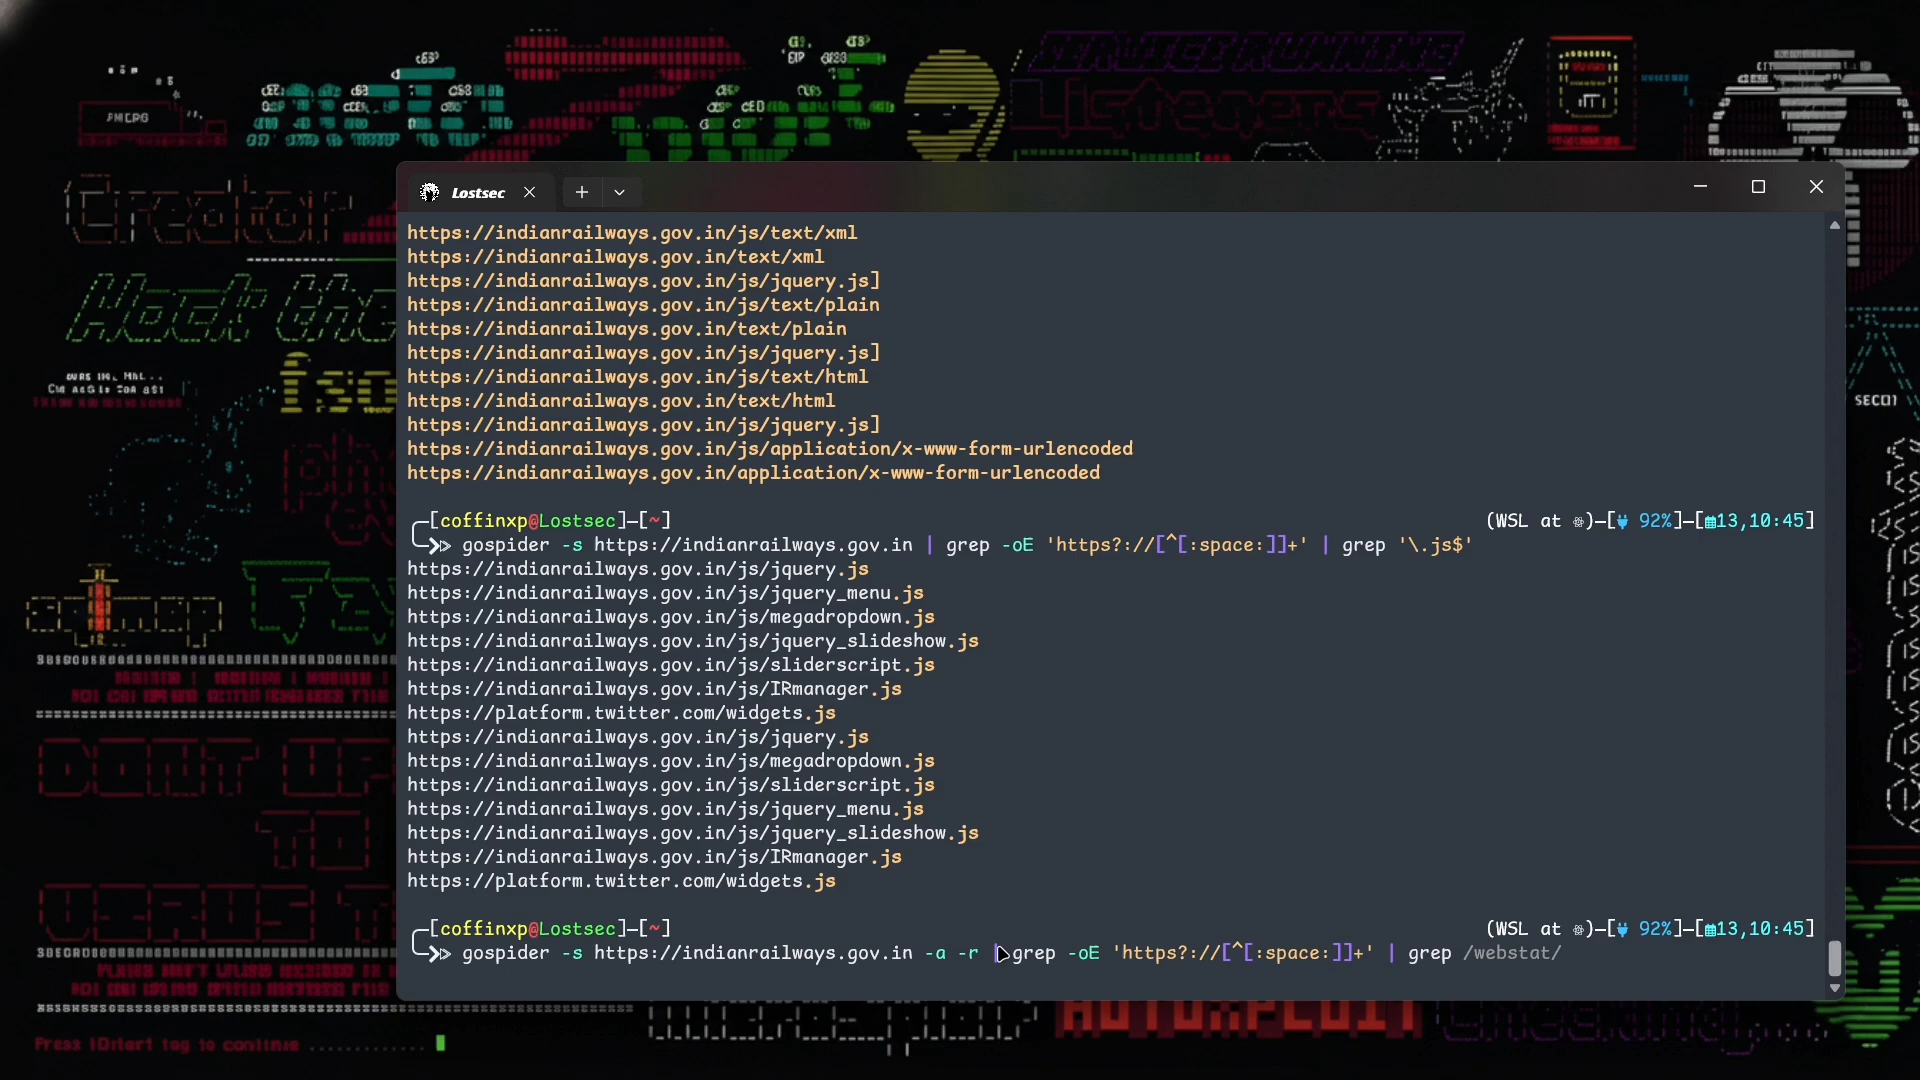 SERVICE RUNNING
Listeners
Creator
Hack the
SECO1
Lostsec
https://indianrailways.gov.in/js/text/xml
https://indianrailways.gov.in/text/xml
https://indianrailways.gov.in/js/jquery.js]
https://indianrailways.gov.in/js/text/plain
https://indianrailways.gov.in/text/plain
https://indianrailways.gov.in/js/jquery.js]
https://indianrailways.gov.in/js/text/html
https://indianrailways.gov.in/text/html
https://indianrailways.gov.in/js/jquery.js]
https://indianrailways.gov.in/js/application/x-www-form-urlencoded
https://indianrailways.gov.in/application/x-www-form-urlencoded
[coffinxp@Lostsec]-[~] (WSL at )-[ 92%]-[13,10:45]
gospider -s https://indianrailways.gov.in | grep -oE 'https?://[^[:space:]]+' | grep '\.js$'
https://indianrailways.gov.in/js/jquery.js
https://indianrailways.gov.in/js/jquery_menu.js
https://indianrailways.gov.in/js/megadropdown.js
https://indianrailways.gov.in/js/jquery_slideshow.js
https://indianrailways.gov.in/js/sliderscript.js
https://indianrailways.gov.in/js/IRmanager.js
https://platform.twitter.com/widgets.js
https://indianrailways.gov.in/js/jquery.js
https://indianrailways.gov.in/js/megadropdown.js
https://indianrailways.gov.in/js/sliderscript.js
https://indianrailways.gov.in/js/jquery_menu.js
https://indianrailways.gov.in/js/jquery_slideshow.js
https://indianrailways.gov.in/js/IRmanager.js
https://platform.twitter.com/widgets.js
[coffinxp@Lostsec]-[~] (WSL at )-[ 92%]-[13,10:45]
gospider -s https://indianrailways.gov.in -a -r | grep -oE 'https?://[^[:space:]]+' | grep /webstat/